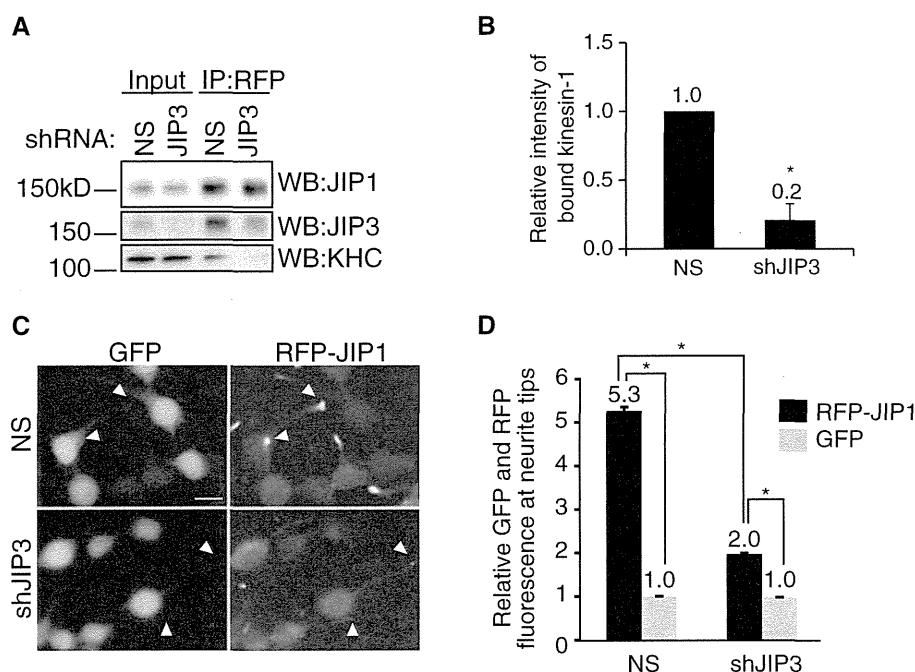 A
Input IP:RFP
shRNA: NS JIP3 NS JIP3
150kD WB:JIP1
150 WB:JIP3
100 WB:KHC
B
Relative intensity of
bound kinesin-1
1.5
1.0
0.5
0.0
1.0
*
0.2
NS shJIP3
C
GFP RFP-JIP1
NS
shJIP3
D
Relative GFP and RFP
fluorescence at neurite tips
6
5
4
3
2
1
0
*
*
5.3
1.0
*
2.0
1.0
RFP-JIP1
GFP
NS shJIP3